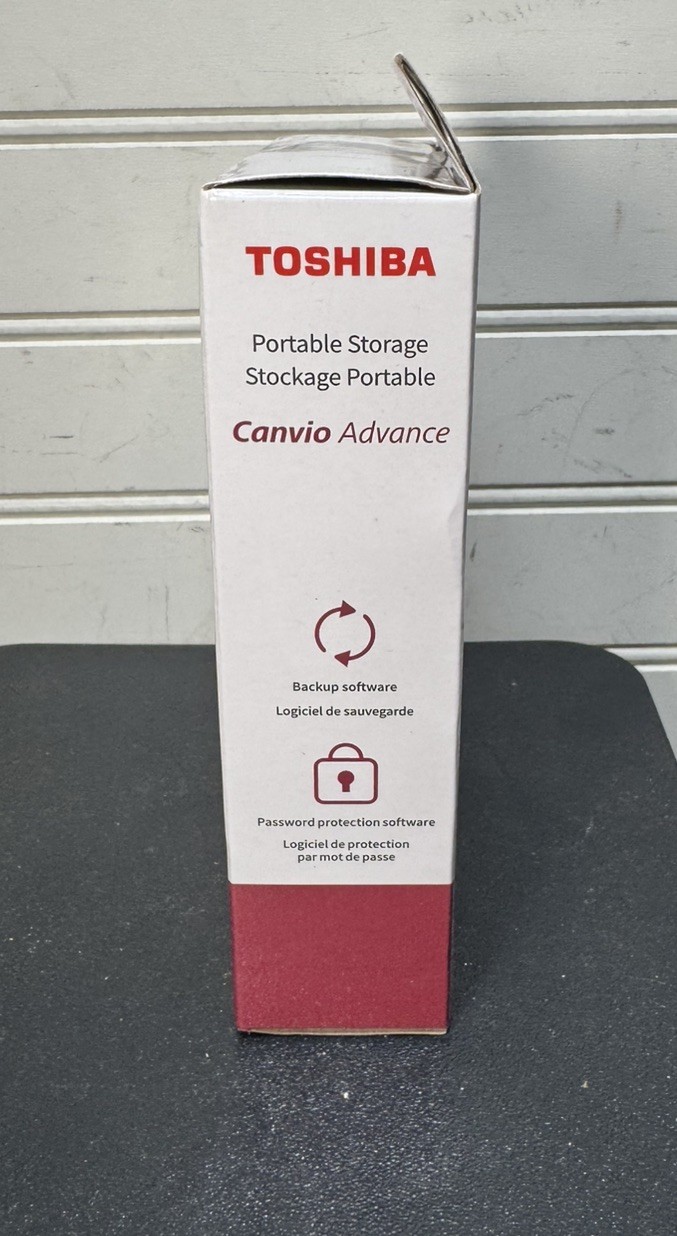 TOSHIBA
Portable Storage
Stockage Portable
Canvio Advance
Backup software
Logiciel de sauvegarde
Password protection software
Logiciel de protection
par mot de passe